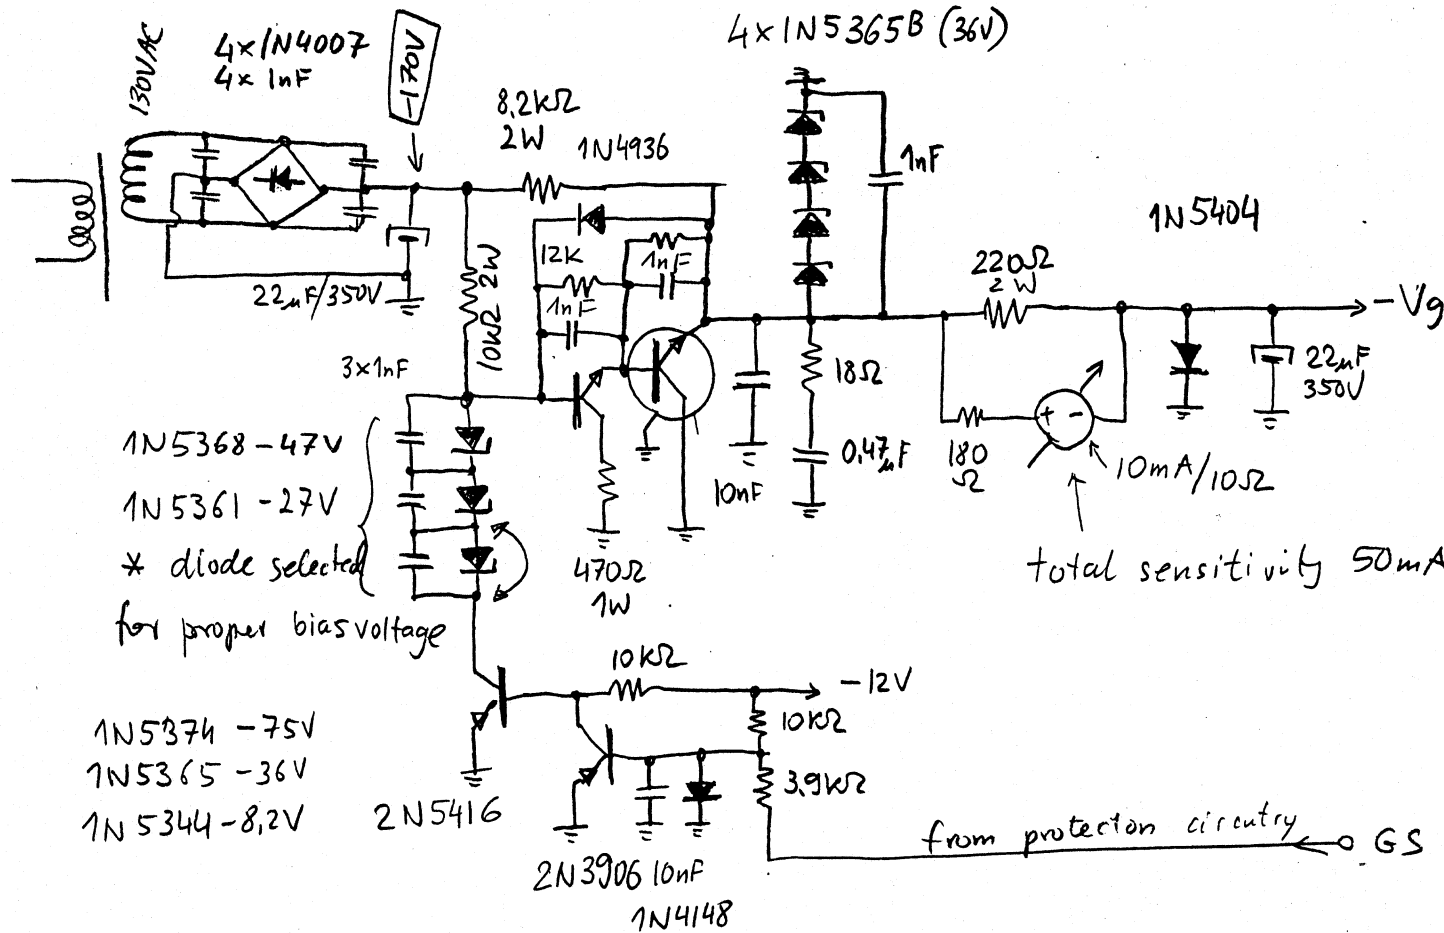 130VAC
4x1N4007
4x 1nF
-170V
8,2kΩ
2W
1N4936
4x1N5365B (36V)
1nF
1N5404
12K
1nF
1nF
22µF/350V
10kΩ 2W
220Ω
2W
-Vg
3x1nF
18Ω
22µF
350V
1N5368-47V
1N5361-27V
* diode selected
for proper bias voltage
0,47µF
10nF
180
Ω
+ -
10mA/10Ω
total sensitivity 50mA
470Ω
1W
10kΩ
-12V
10kΩ
1N5374 -75V
1N5365 -36V
1N5344-8,2V
2N5416
3,9kΩ
from protecton circutry
GS
2N3906 10nF
1N4148